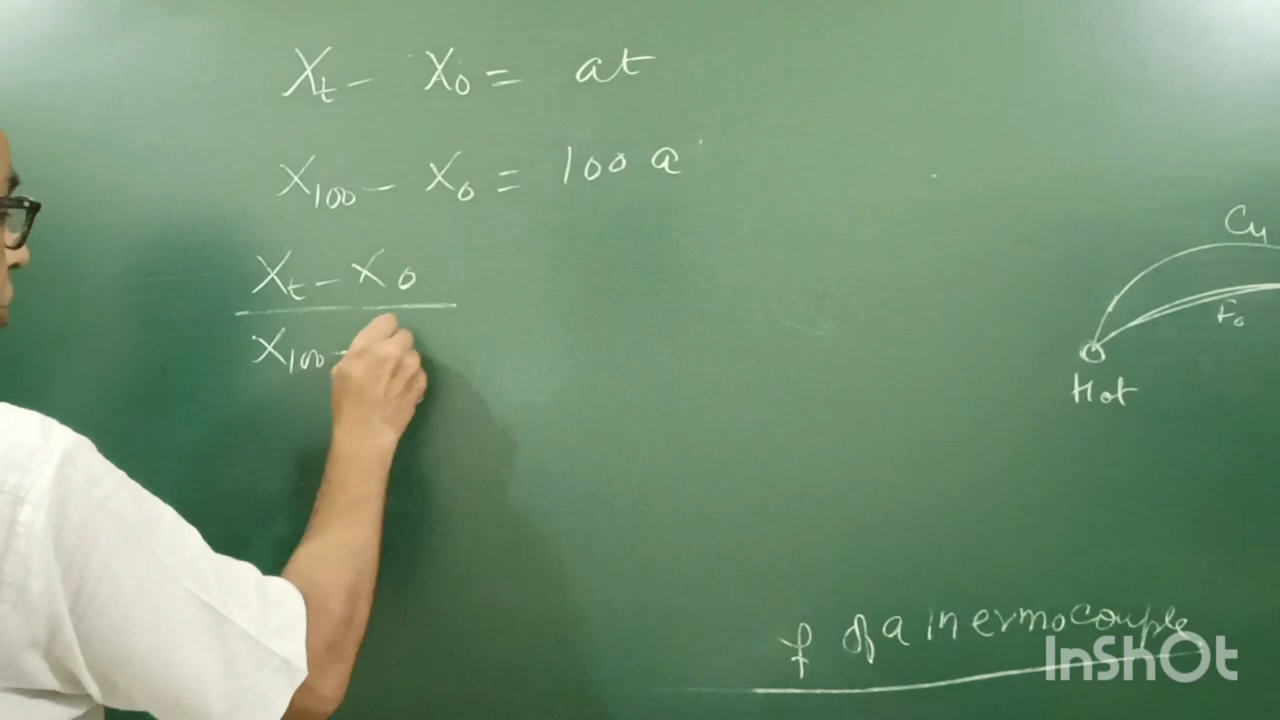 Xt - X0 = at
X100 - X0 = 100 a
Xt - X0
X100 -
Cu
Fe
Hot
f of a thermocouple
InShOt